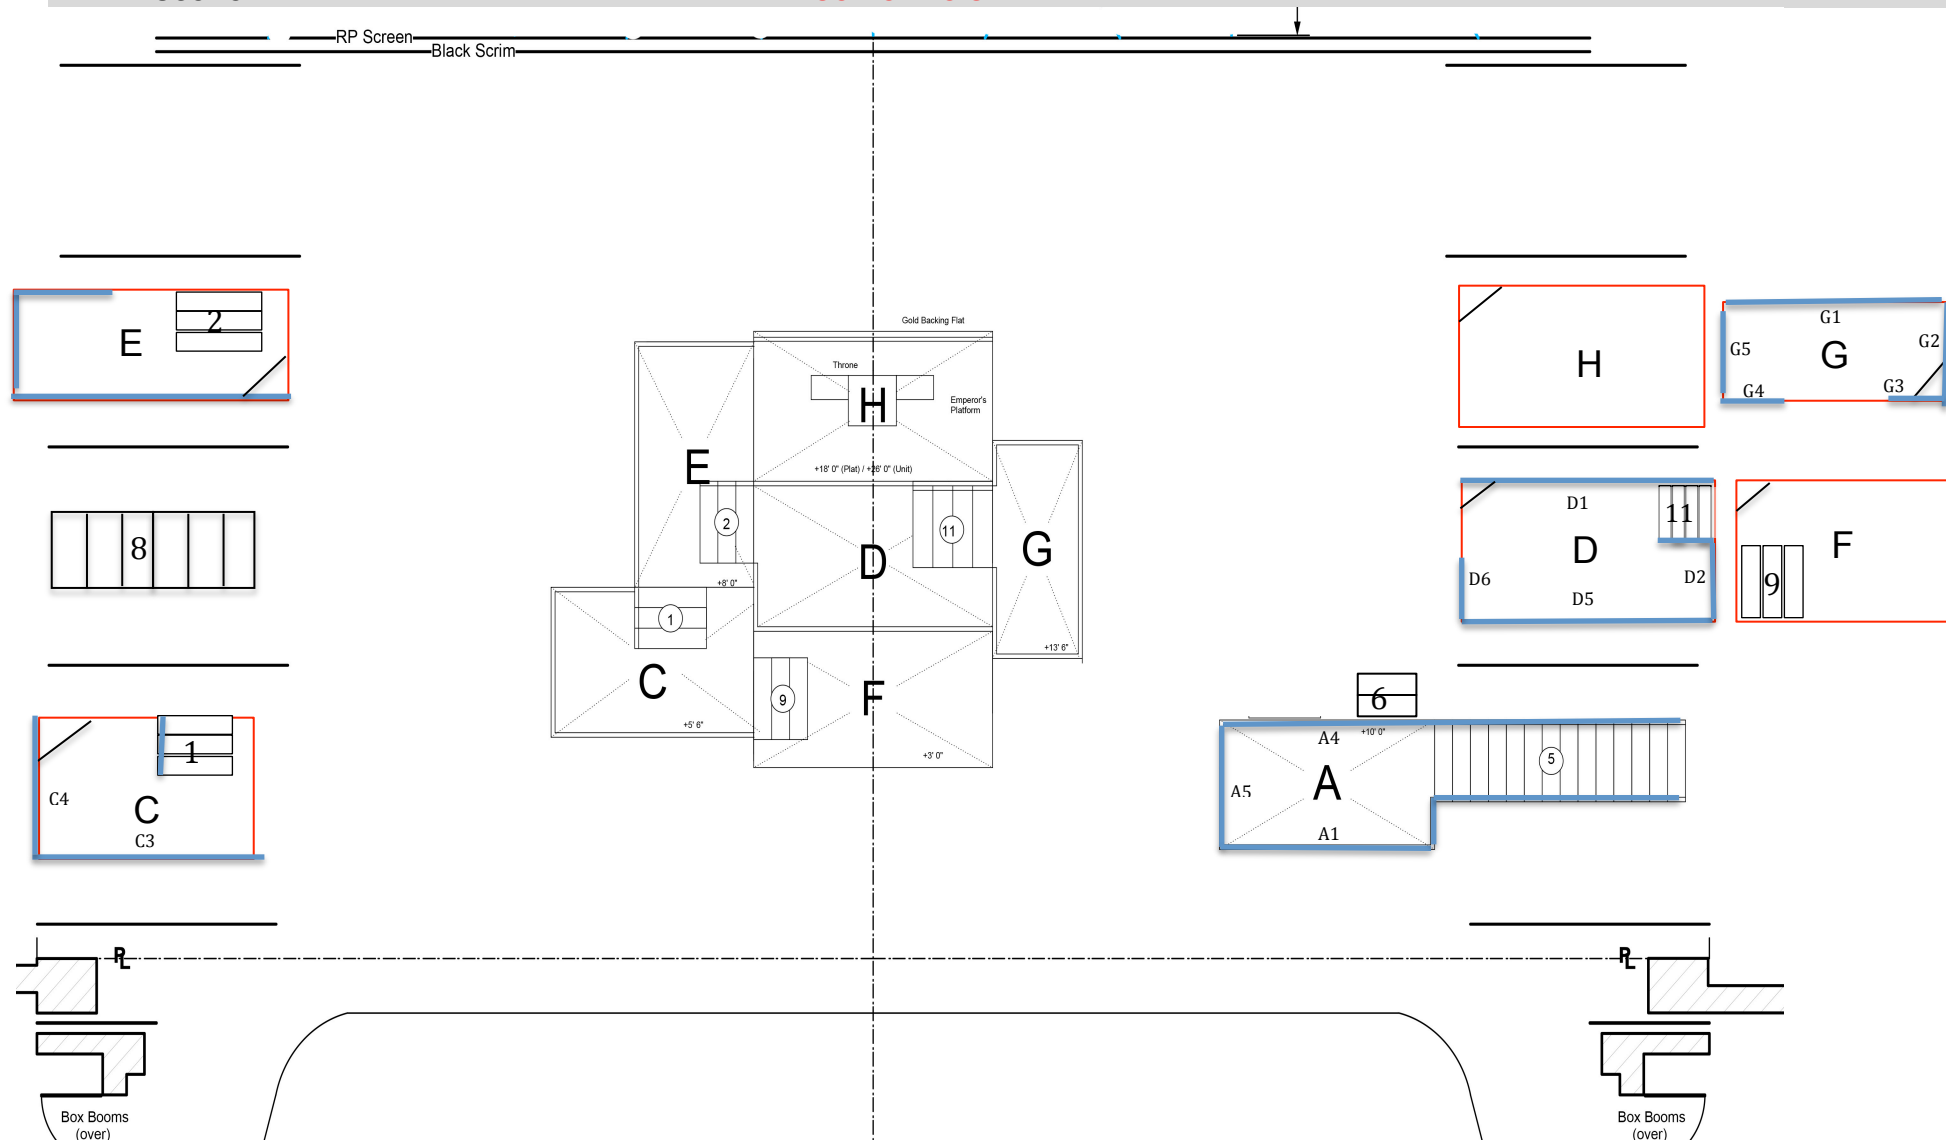 RP Screen
Black Scrim
Gold Backing Flat
Throne
H
Emperor's
Platform
+18' 0" (Plat) / +26' 0" (Unit)
E
2
+8' 0"
D
11
G
+13' 6"
1
C
+5' 6"
9
F
+3' 0"
E
2
8
1
C4
C
C3
H
G1
G5
G
G2
G4
G3
D1
11
D
D6
D2
D5
F
9
6
A4
+10' 0"
5
A5
A
A1
PL
PL
Box Booms
(over)
Box Booms
(over)